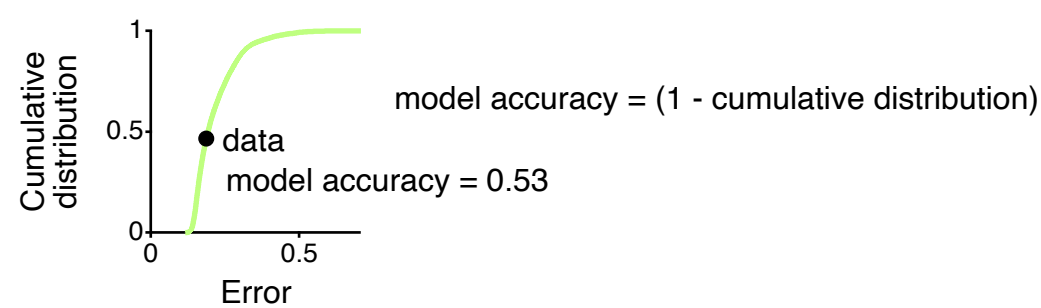 Cumulative
distribution
1
0.5
0
0
0.5
Error
data
model accuracy = 0.53
model accuracy = (1 - cumulative distribution)